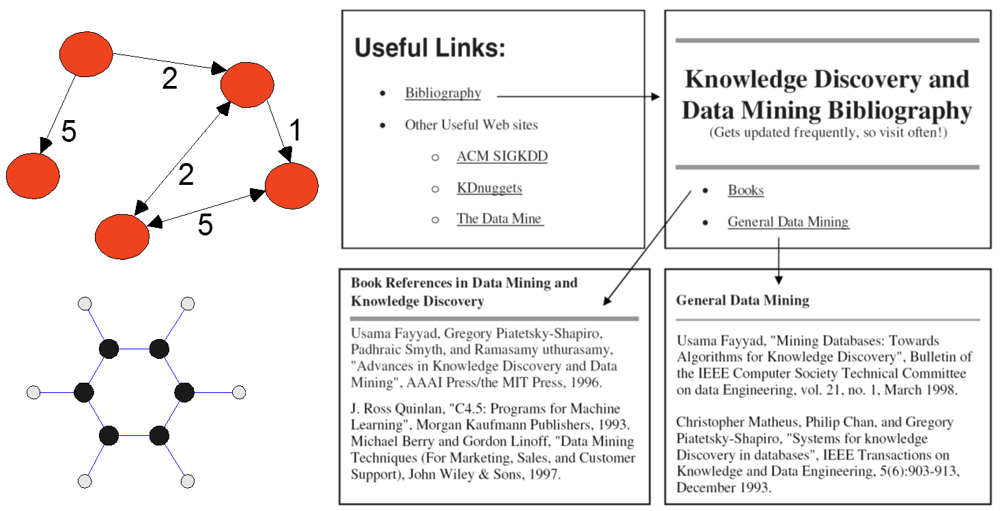 2
5
1
2
5
Useful Links:
• Bibliography
• Other Useful Web sites
o ACM SIGKDD
o KDnuggets
o The Data Mine
Knowledge Discovery and
Data Mining Bibliography
(Gets updated frequently, so visit often!)
• Books
• General Data Mining
Book References in Data Mining and
Knowledge Discovery
Usama Fayyad, Gregory Piatetsky-Shapiro,
Padhraic Smyth, and Ramasamy uthurasamy,
"Advances in Knowledge Discovery and Data
Mining", AAAI Press/the MIT Press, 1996.
J. Ross Quinlan, "C4.5: Programs for Machine
Learning", Morgan Kaufmann Publishers, 1993.
Michael Berry and Gordon Linoff, "Data Mining
Techniques (For Marketing, Sales, and Customer
Support), John Wiley & Sons, 1997.
General Data Mining
Usama Fayyad, "Mining Databases: Towards
Algorithms for Knowledge Discovery", Bulletin of
the IEEE Computer Society Technical Committee
on data Engineering, vol. 21, no. 1, March 1998.
Christopher Matheus, Philip Chan, and Gregory
Piatetsky-Shapiro, "Systems for knowledge
Discovery in databases", IEEE Transactions on
Knowledge and Data Engineering, 5(6):903-913,
December 1993.